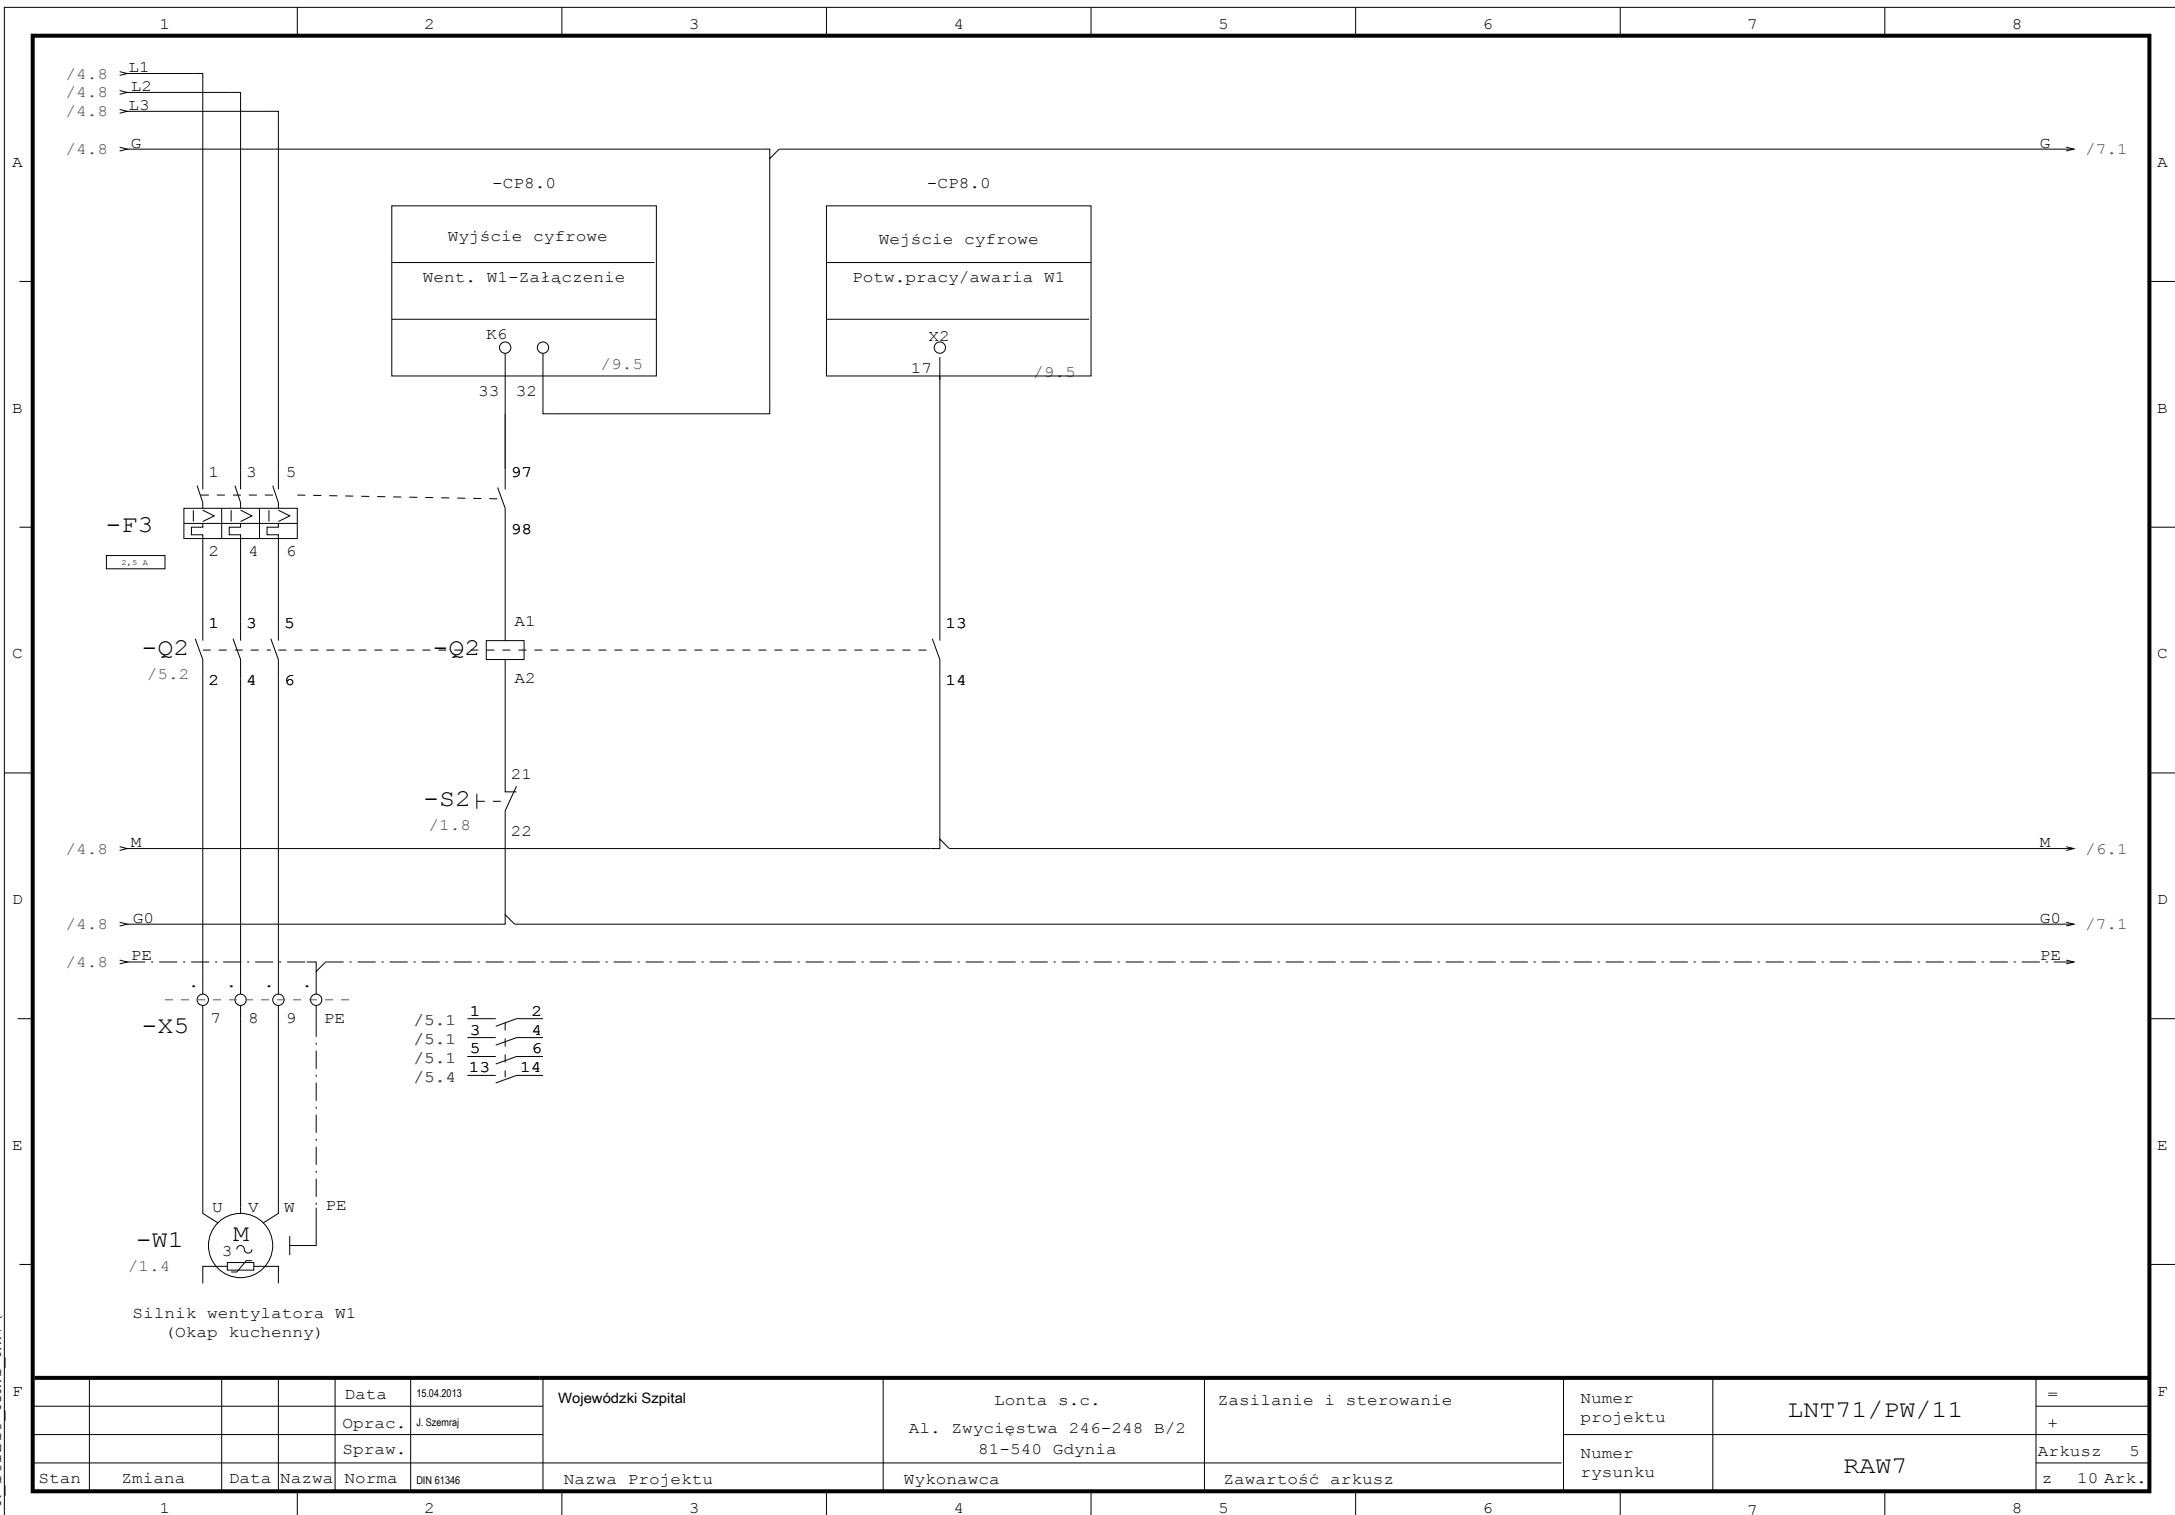 1 2 3 4 5 6 7 8
/4.8 L1
/4.8 L2
/4.8 L3
/4.8 G
G /7.1
A A
-CP8.0
Wyjście cyfrowe
Went. W1-Załączenie
K6
/9.5
33 32
-CP8.0
Wejście cyfrowe
Potw.pracy/awaria W1
X2
17
/9.5
B B
1 3 5
97
-F3
98
2 4 6
2,5 A
1 3 5
A1
13
-Q2
-Q2
C C
/5.2
2 4 6
A2
14
21
-S2
/1.8
22
/4.8 M
M /6.1
D D
/4.8 G0
G0 /7.1
/4.8 PE
PE
-X5
7 8 9 PE
/5.1 1 2
/5.1 3 4
/5.1 5 6
/5.4 13 14
E E
U V W PE
-W1
M
3
/1.4
Silnik wentylatora W1
(Okap kuchenny)
F F
Data 15.04.2013
Oprac. J. Szemraj
Spraw.
Stan Zmiana Data Nazwa Norma DIN 61346
Wojewódzki Szpital
Nazwa Projektu
Lonta s.c.
Al. Zwycięstwa 246-248 B/2
81-540 Gdynia
Wykonawca
Zasilanie i sterowanie
Zawartość arkusz
Numer
projektu
LNT71/PW/11
Numer
rysunku
RAW7
=
+
Arkusz 5
z 10 Ark.
1 2 3 4 5 6 7 8